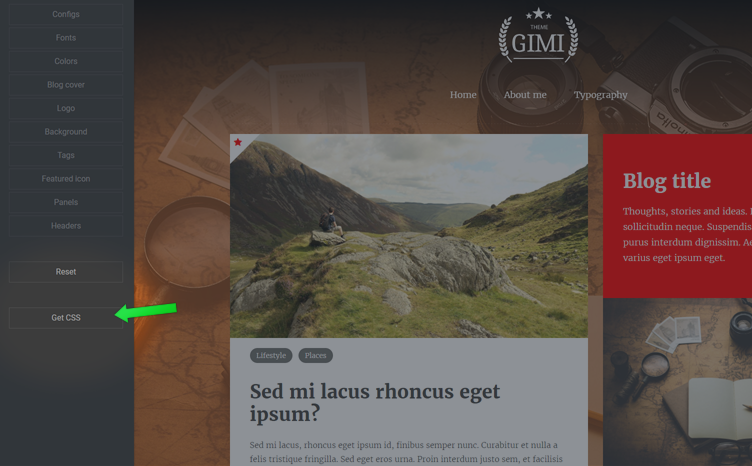 Configs
Fonts
Colors
Blog cover
Logo
Background
Tags
Featured icon
Panels
Headers
Reset
Get CSS
THEME
GIMI
Home
About me
Typography
Lifestyle
Places
Sed mi lacus rhoncus eget
ipsum?
Sed mi lacus, rhoncus eget ipsum id, finibus semper nunc. Curabitur et nulla a
felis tristique fringilla. Sed eget eros urna. Proin interdum justo sem, et facilisis
Blog title
Thoughts, stories and ideas.
sollicitudin neque. Suspendis
purus interdum dignissim. Ae
varius eget ipsum eget.